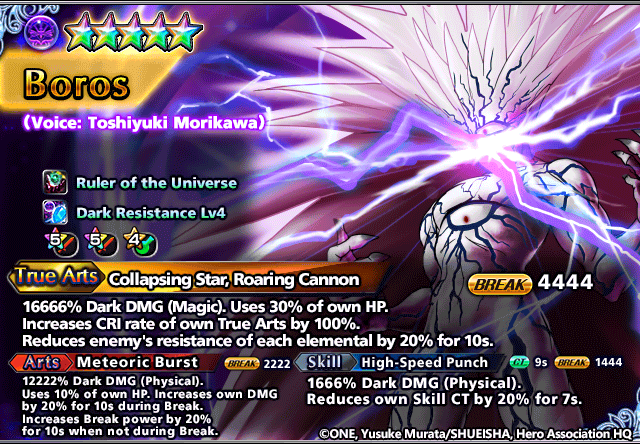 Boros
(Voice: Toshiyuki Morikawa)
Ruler of the Universe
Dark Resistance Lv4
5 5 4
True Arts Collapsing Star, Roaring Cannon BREAK 4444
16666% Dark DMG (Magic). Uses 30% of own HP.
Increases CRI rate of own True Arts by 100%.
Reduces enemy's resistance of each elemental by 20% for 10s.
Arts Meteoric Burst BREAK 2222
12222% Dark DMG (Physical).
Uses 10% of own HP. Increases own DMG
by 20% for 10s during Break.
Increases Break power by 20%
for 10s when not during Break.
Skill High-Speed Punch CT 9s BREAK 1444
1666% Dark DMG (Physical).
Reduces own Skill CT by 20% for 7s.
©ONE, Yusuke Murata/SHUEISHA, Hero Association HQ